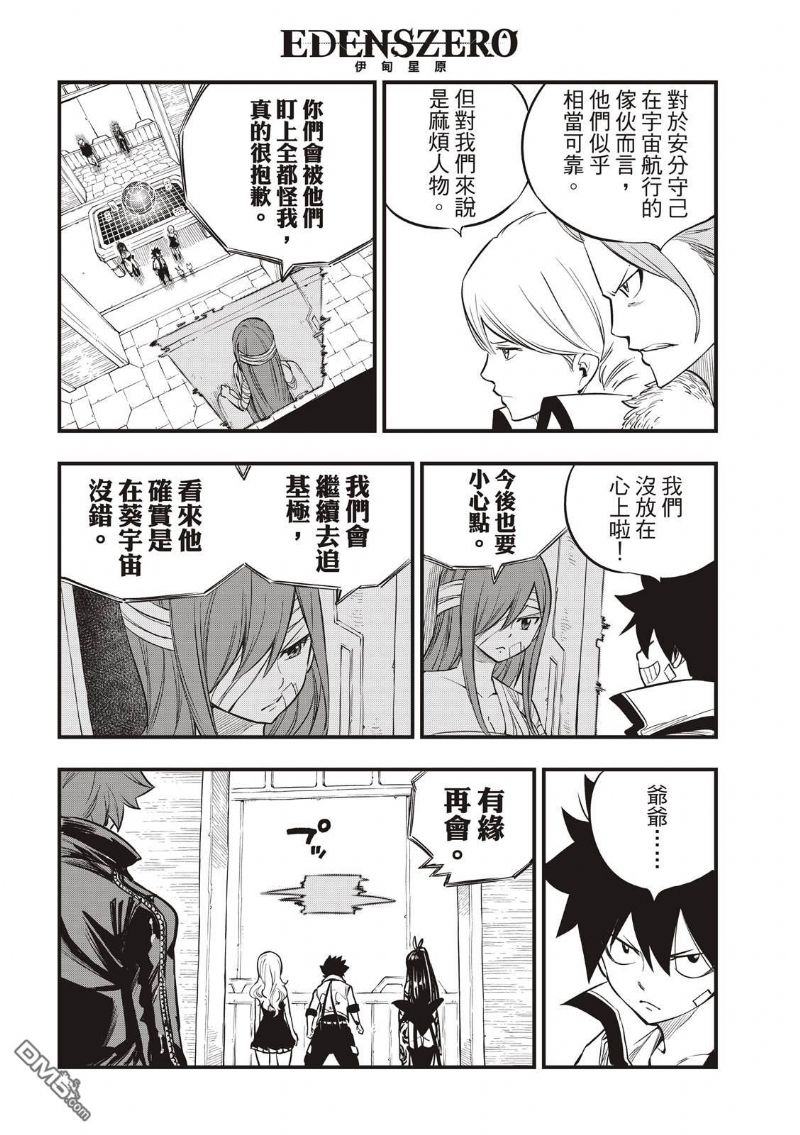 EDENSZERO
伊甸星原
對於安分守己
在宇宙航行的
傢伙而言，
他們似乎
相當可靠。
但對我們來說
是麻煩人物。
你們會被他們
盯上全都怪我，
真的很抱歉。
我們
沒放在
心上啦！
今後也要
小心點。
我們會
繼續去追
基極，
看來他
確實是
在葵宇宙
沒錯。
爺爺……
有緣
再會。
プッ
DM5.com